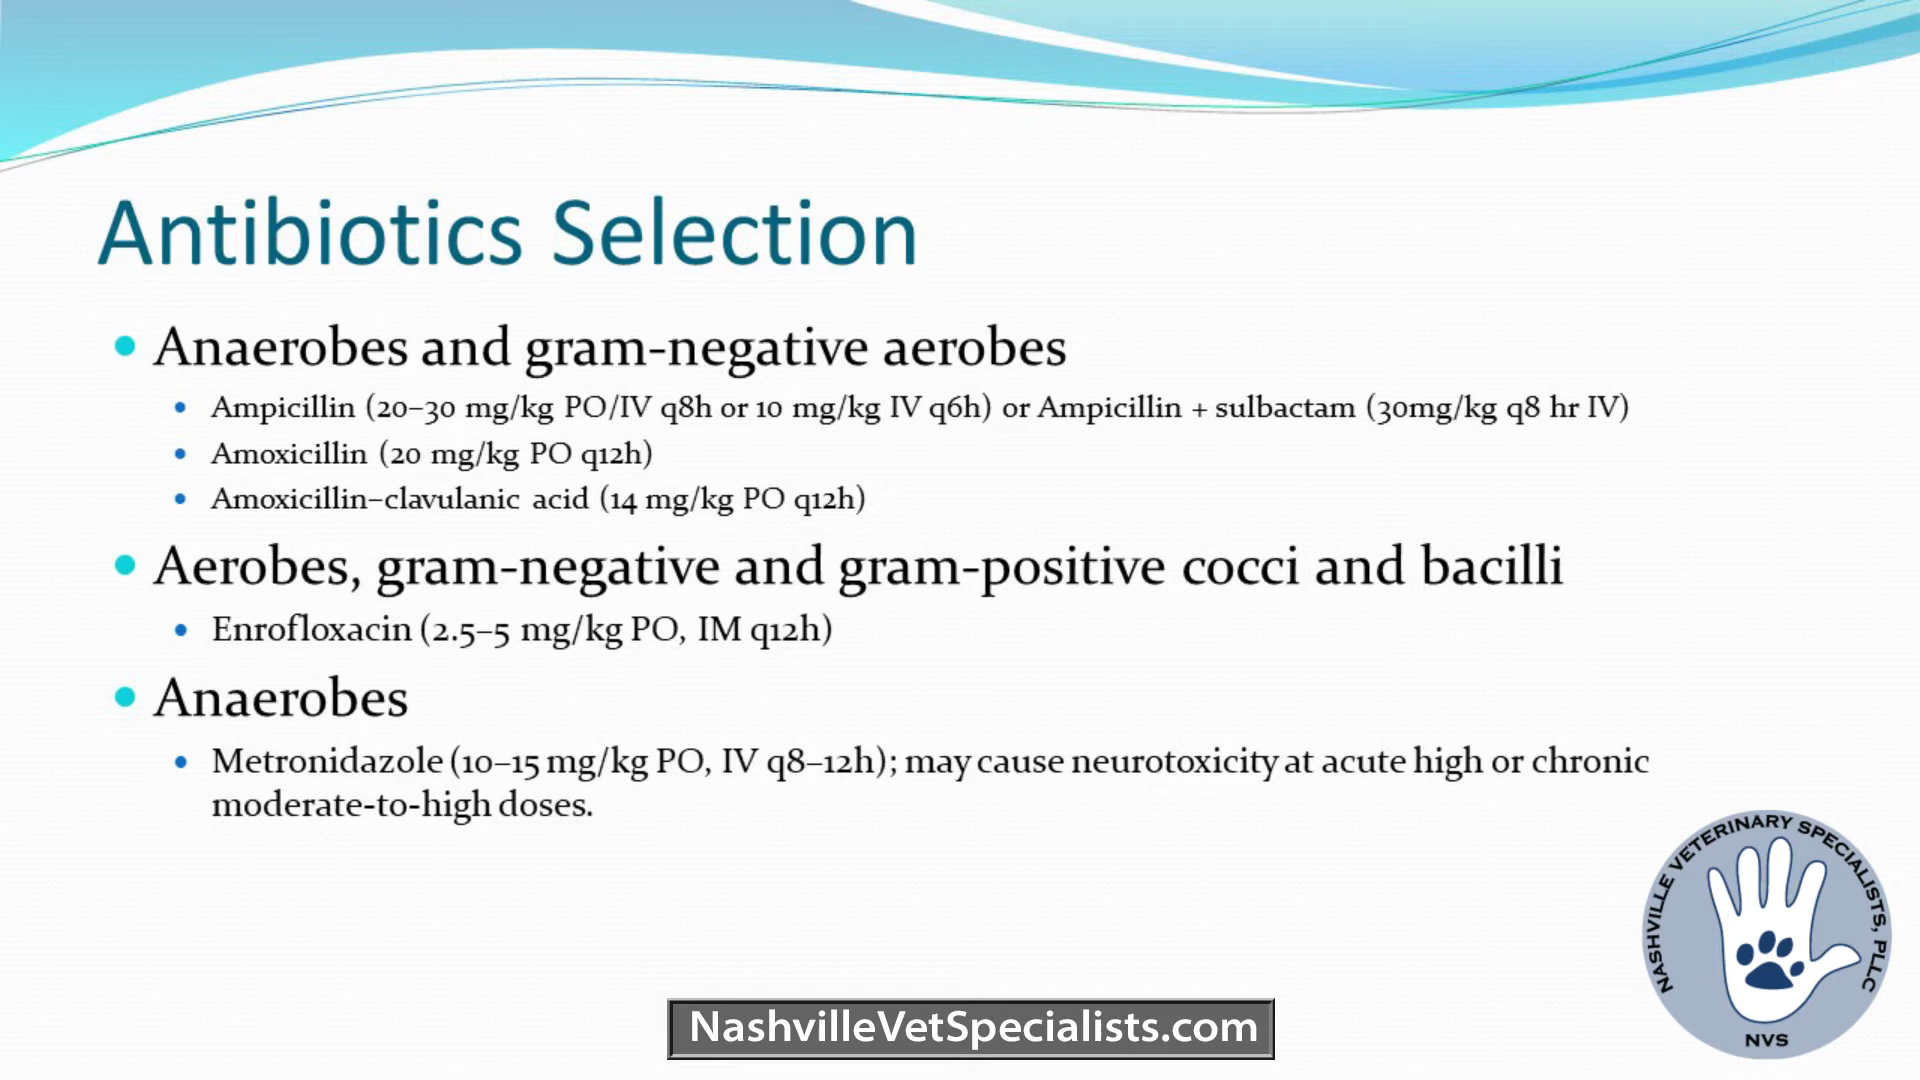 Antibiotics Selection
Anaerobes and gram-negative aerobes
Ampicillin (20–30 mg/kg PO/IV q8h or 10 mg/kg IV q6h) or Ampicillin + sulbactam (30mg/kg q8 hr IV)
Amoxicillin (20 mg/kg PO q12h)
Amoxicillin–clavulanic acid (14 mg/kg PO q12h)
Aerobes, gram-negative and gram-positive cocci and bacilli
Enrofloxacin (2.5–5 mg/kg PO, IM q12h)
Anaerobes
Metronidazole (10–15 mg/kg PO, IV q8–12h); may cause neurotoxicity at acute high or chronic
moderate-to-high doses.
NASHVILLE VETERINARY SPECIALISTS, PLLC
NVS
NashvilleVetSpecialists.com